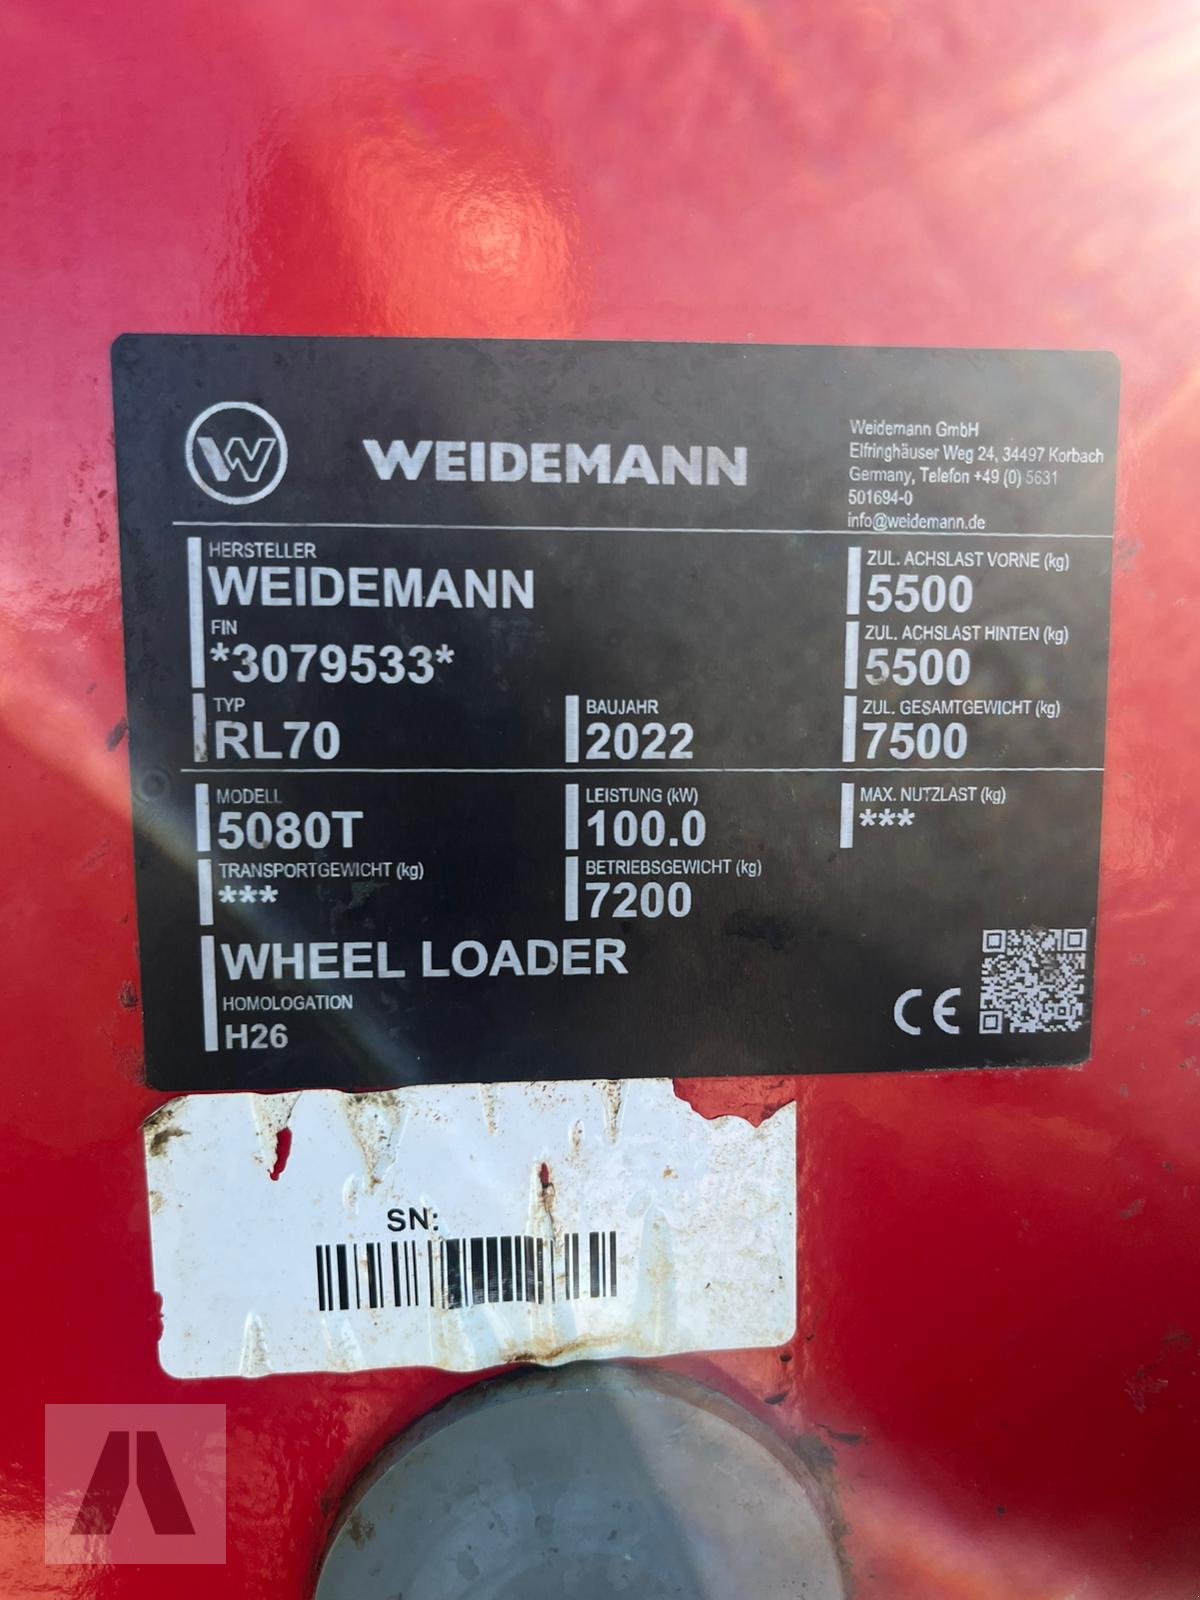 W WEIDEMANN
Weidemann GmbH
Elfringhäuser Weg 24, 34497 Korbach
Germany, Telefon +49 (0) 5631
501694-0
info@weidemann.de
HERSTELLER
WEIDEMANN
FIN
*3079533*
TYP
RL70
BAUJAHR
2022
ZUL. ACHSLAST VORNE (kg)
5500
ZUL. ACHSLAST HINTEN (kg)
5500
ZUL. GESAMTGEWICHT (kg)
7500
MODELL
5080T
LEISTUNG (kW)
100.0
MAX. NUTZLAST (kg)
***
TRANSPORTGEWICHT (kg)
***
BETRIEBSGEWICHT (kg)
7200
WHEEL LOADER
HOMOLOGATION
H26
CE
SN: